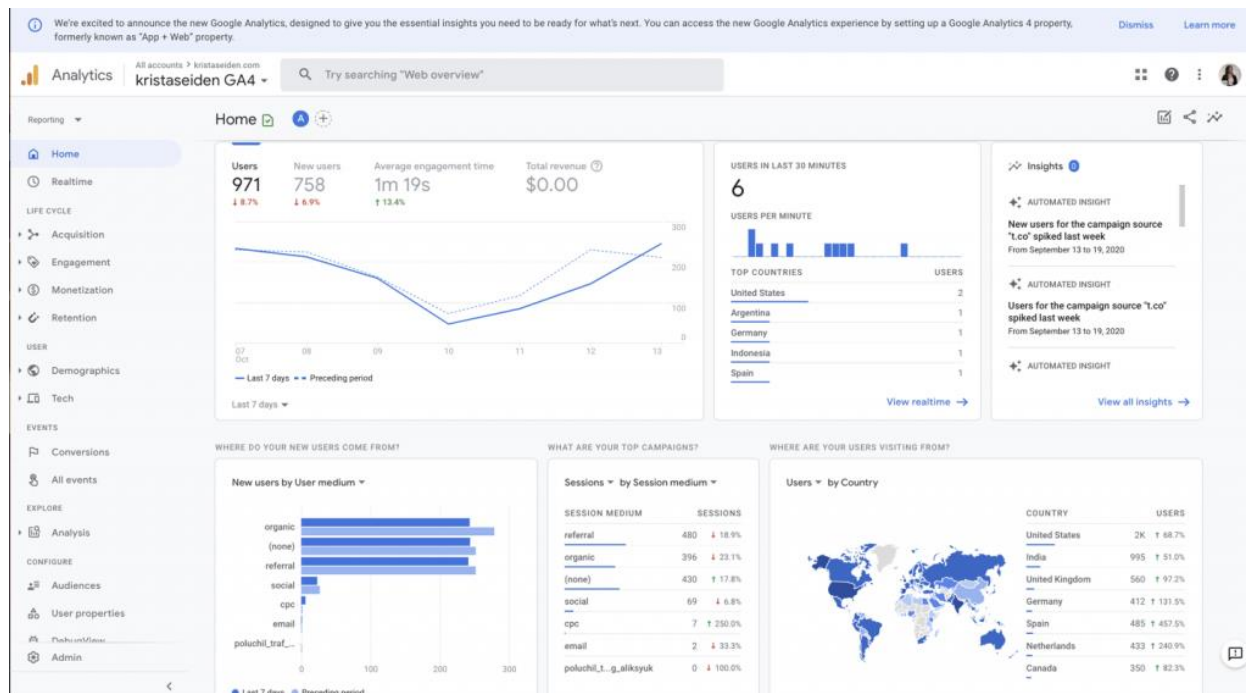 We're excited to announce the new Google Analytics, designed to give you the essential insights you need to be ready for what's next. You can access the new Google Analytics experience by setting up a Google Analytics 4 property,
formerly known as "App + Web" property.
Dismiss
Learn more
Analytics
All accounts > kristaseiden.com
kristaseiden GA4
Try searching "Web overview"
Reporting
Home
Realtime
LIFE CYCLE
Acquisition
Engagement
Monetization
Retention
USER
Demographics
Tech
EVENTS
Conversions
All events
EXPLORE
Analysis
CONFIGURE
Audiences
User properties
DebugView
Admin
Home
A
Users
971
↓ 8.7%
New users
758
↓ 6.9%
Average engagement time
1m 19s
↑ 13.4%
Total revenue
$0.00
300
200
100
0
07 08 09 10 11 12 13
Oct
Last 7 days Preceding period
Last 7 days
USERS IN LAST 30 MINUTES
6
USERS PER MINUTE
TOP COUNTRIES USERS
United States 2
Argentina 1
Germany 1
Indonesia 1
Spain 1
View realtime →
Insights 0
AUTOMATED INSIGHT
New users for the campaign source
"t.co" spiked last week
From September 13 to 19, 2020
AUTOMATED INSIGHT
Users for the campaign source "t.co"
spiked last week
From September 13 to 19, 2020
AUTOMATED INSIGHT
View all insights →
WHERE DO YOUR NEW USERS COME FROM?
New users by User medium
organic
(none)
referral
social
cpc
email
poluchil_traf_...
0 100 200 300
Last 7 days Preceding period
WHAT ARE YOUR TOP CAMPAIGNS?
Sessions by Session medium
SESSION MEDIUM SESSIONS
referral 480 ↓ 18.9%
organic 396 ↓ 23.1%
(none) 430 ↑ 17.8%
social 69 ↓ 6.8%
cpc 7 ↑ 250.0%
email 2 ↓ 33.3%
poluchil_t...g_aliksyuk 0 ↓ 100.0%
WHERE ARE YOUR USERS VISITING FROM?
Users by Country
COUNTRY USERS
United States 2K ↑ 68.7%
India 995 ↑ 51.0%
United Kingdom 560 ↑ 97.2%
Germany 412 ↑ 131.5%
Spain 485 ↑ 457.5%
Netherlands 433 ↑ 240.9%
Canada 350 ↑ 82.3%